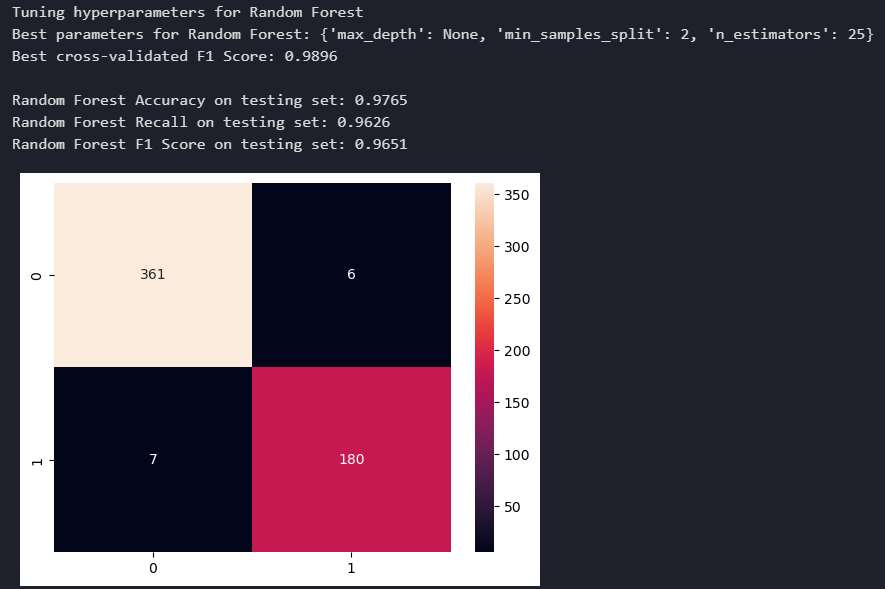 Tuning hyperparameters for Random Forest
Best parameters for Random Forest: {'max_depth': None, 'min_samples_split': 2, 'n_estimators': 25}
Best cross-validated F1 Score: 0.9896
Random Forest Accuracy on testing set: 0.9765
Random Forest Recall on testing set: 0.9626
Random Forest F1 Score on testing set: 0.9651
0
361
6
1
7
180
0
1
350
300
250
200
150
100
50